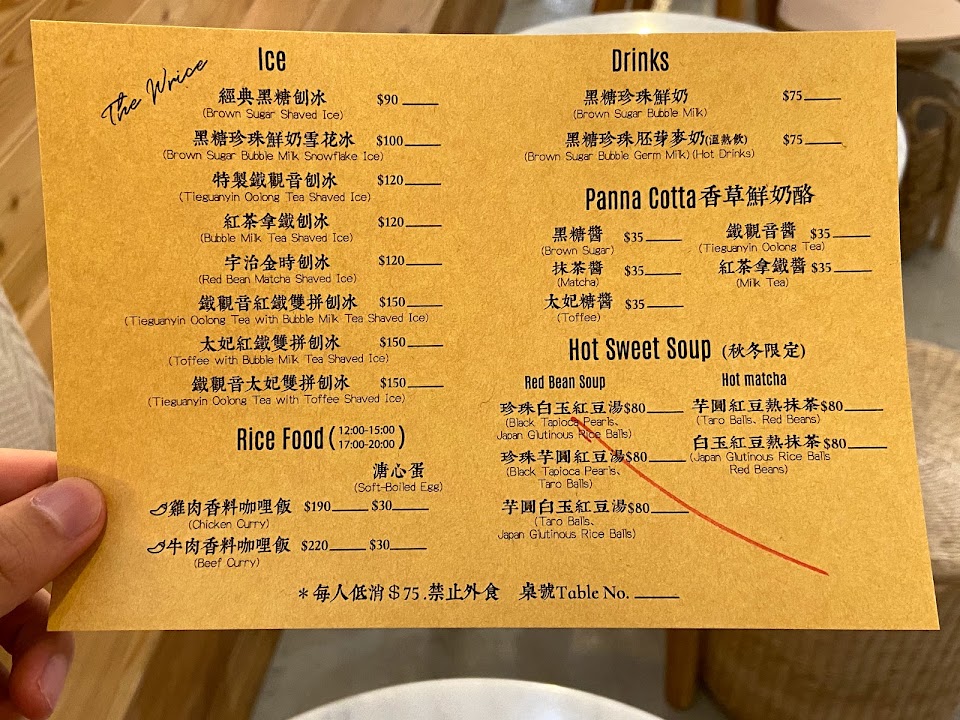 The Wrice
Ice
經典黑糖刨冰 $90
(Brown Sugar Shaved Ice)
黑糖珍珠鮮奶雪花冰 $100
(Brown Sugar Bubble Milk Snowflake Ice)
特製鐵觀音刨冰 $120
(Tieguanyin Oolong Tea Shaved Ice)
紅茶拿鐵刨冰 $120
(Bubble Milk Tea Shaved Ice)
宇治金時刨冰 $120
(Red Bean Matcha Shaved Ice)
鐵觀音紅鐵雙拼刨冰 $150
(Tieguanyin Oolong Tea with Bubble Milk Tea Shaved Ice)
太妃紅鐵雙拼刨冰 $150
(Toffee with Bubble Milk Tea Shaved Ice)
鐵觀音太妃雙拼刨冰 $150
(Tieguanyin Oolong Tea with Toffee Shaved Ice)
Rice Food (12:00-15:00
17:00-20:00)
溏心蛋
(Soft-Boiled Egg)
雞肉香料咖哩飯 $190 $30
(Chicken Curry)
牛肉香料咖哩飯 $220 $30
(Beef Curry)
Drinks
黑糖珍珠鮮奶 $75
(Brown Sugar Bubble Milk)
黑糖珍珠胚芽麥奶(溫熱飲) $75
(Brown Sugar Bubble Germ Milk)(Hot Drinks)
Panna Cotta 香草鮮奶酪
黑糖醬 $35 鐵觀音醬 $35
(Brown Sugar) (Tieguanyin Oolong Tea)
抹茶醬 $35 紅茶拿鐵醬 $35
(Matcha) (Milk Tea)
太妃糖醬 $35
(Toffee)
Hot Sweet Soup (秋冬限定)
Red Bean Soup
珍珠白玉紅豆湯$80
(Black Tapioca Pearls、
Japan Glutinous Rice Balls)
珍珠芋圓紅豆湯$80
(Black Tapioca Pearls、
Taro Balls)
芋圓白玉紅豆湯$80
(Taro Balls、
Japan Glutinous Rice Balls)
Hot matcha
芋圓紅豆熱抹茶$80
(Taro Balls、Red Beans)
白玉紅豆熱抹茶$80
(Japan Glutinous Rice Balls
Red Beans)
*每人低消$75.禁止外食 桌號Table No.